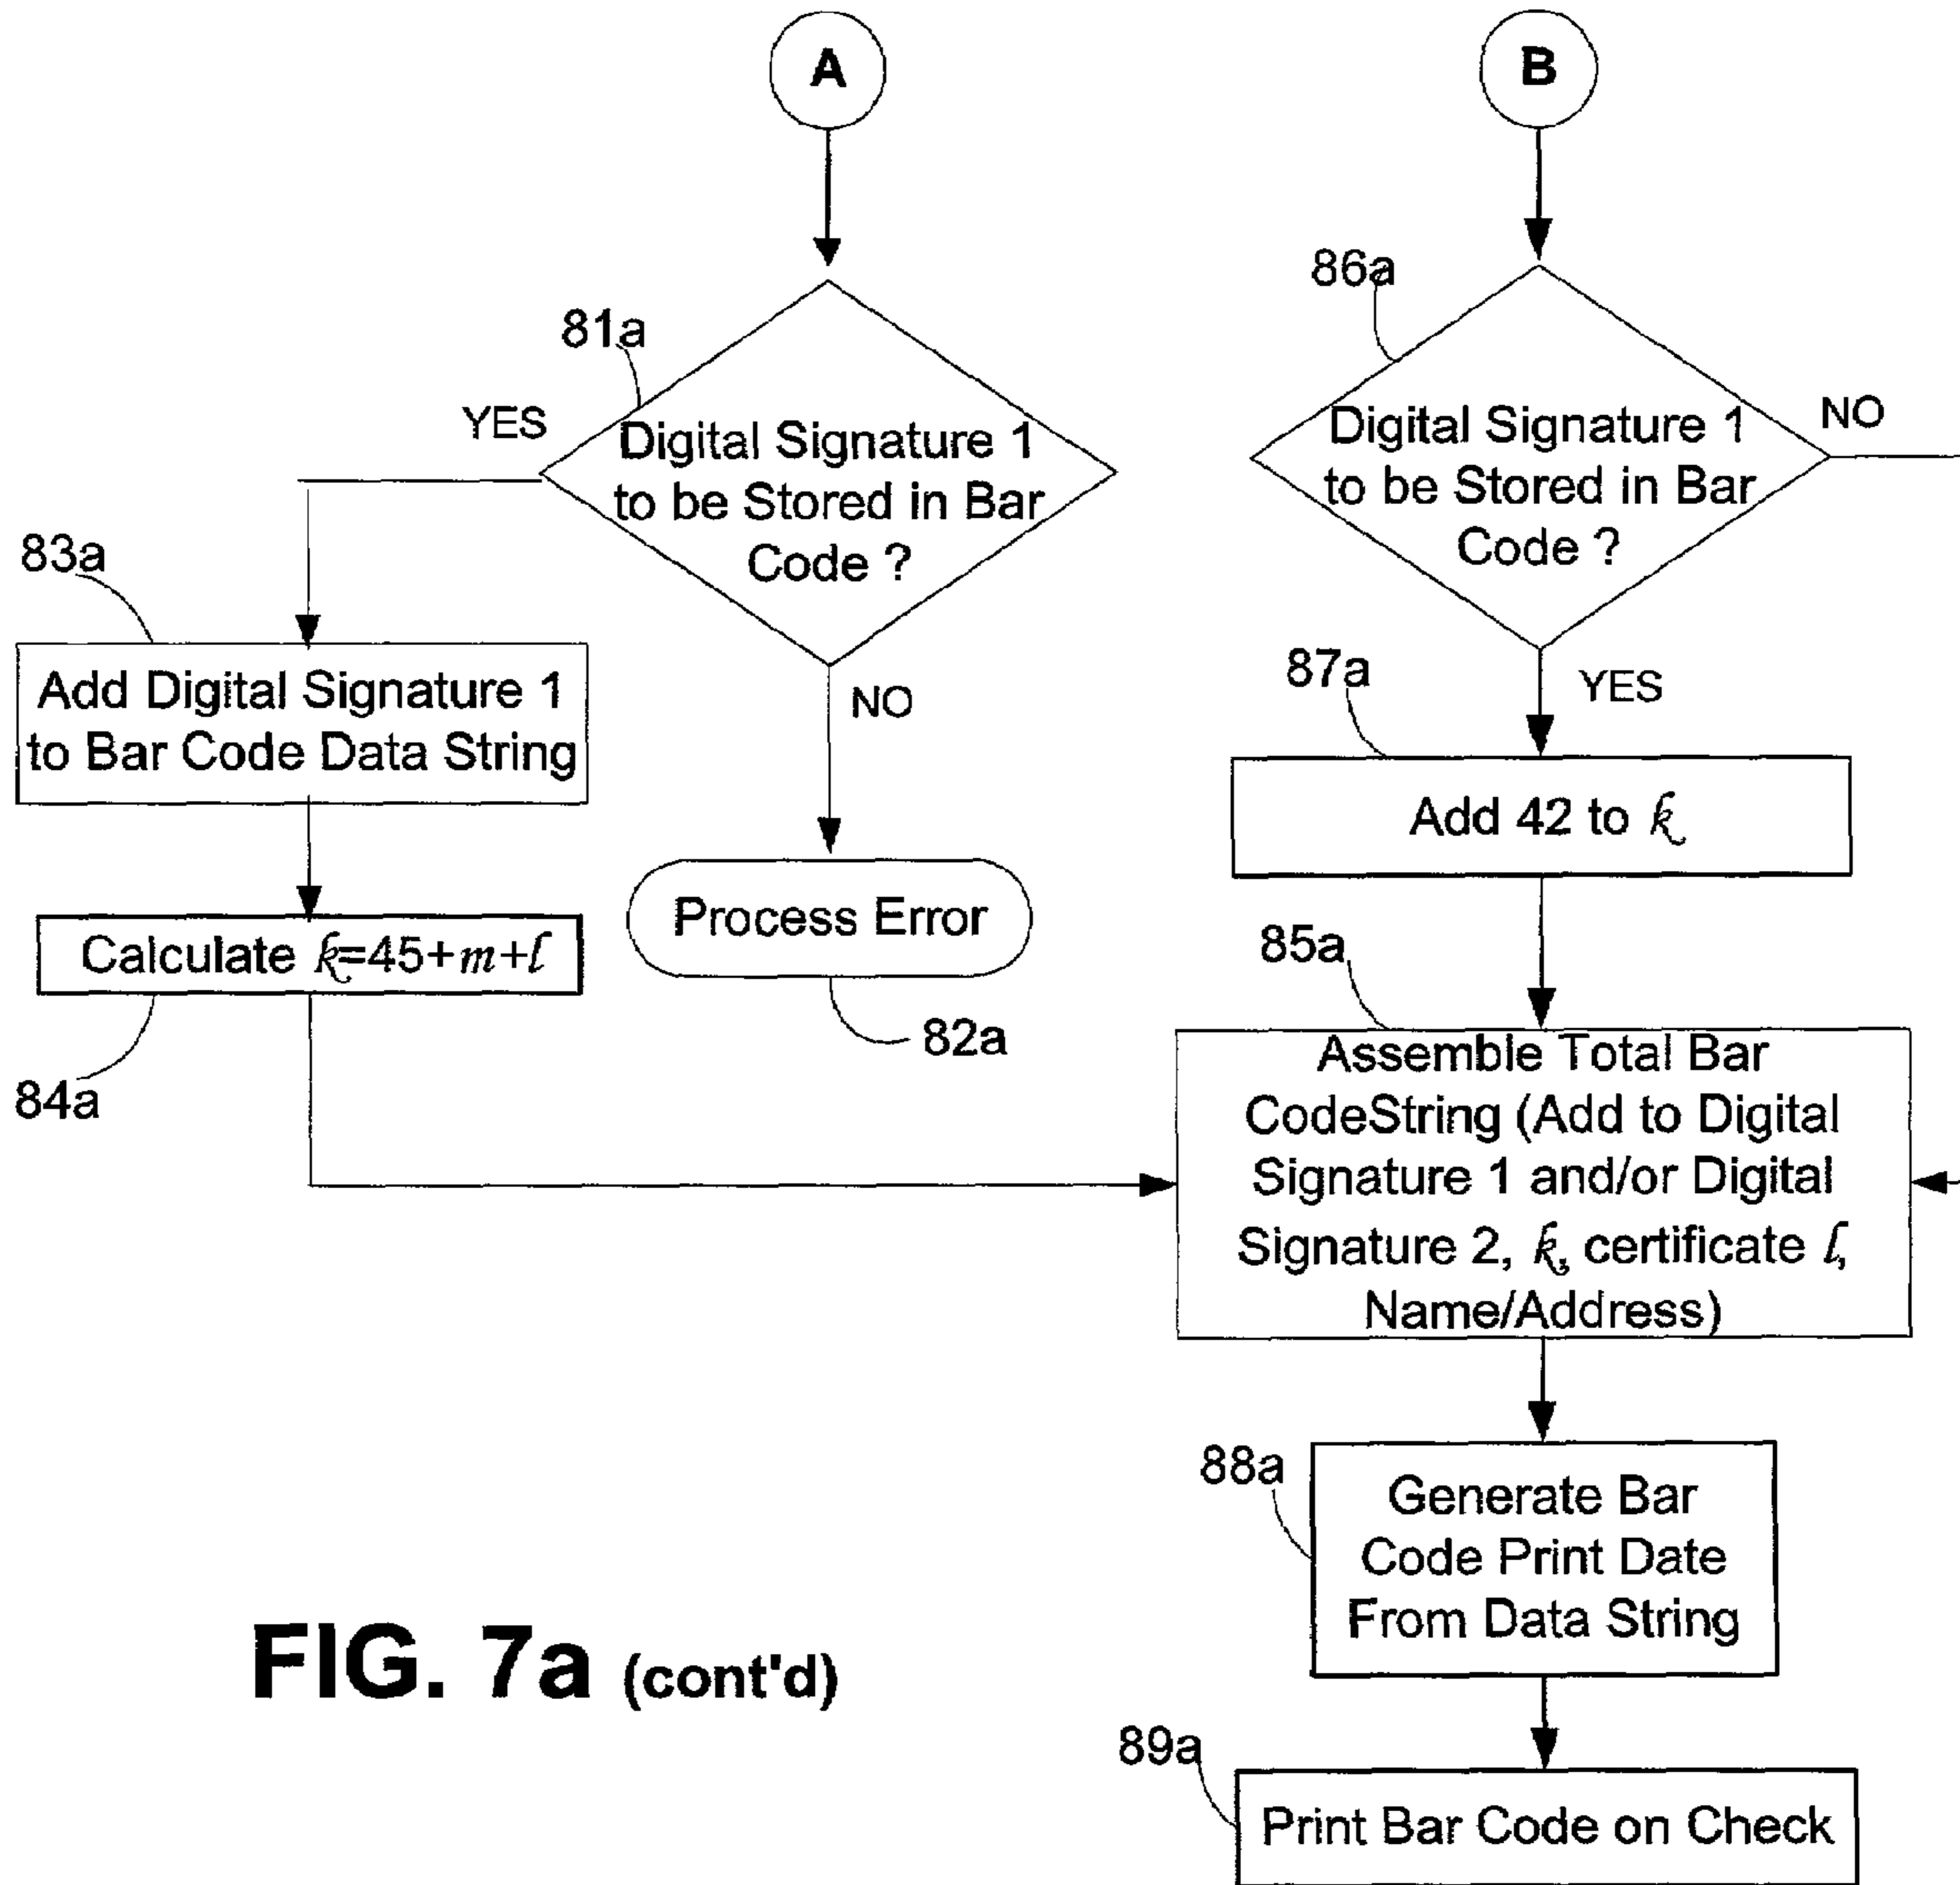 A
81a
YES
Digital Signature 1
to be Stored in Bar
Code ?
NO
83a
Add Digital Signature 1
to Bar Code Data String
Calculate k=45+m+l
84a
Process Error
82a
B
86a
Digital Signature 1
to be Stored in Bar
Code ?
NO
YES
87a
Add 42 to k
85a
Assemble Total Bar
CodeString (Add to Digital
Signature 1 and/or Digital
Signature 2, k, certificate l,
Name/Address)
88a
Generate Bar
Code Print Date
From Data String
89a
Print Bar Code on Check
FIG. 7a (cont'd)